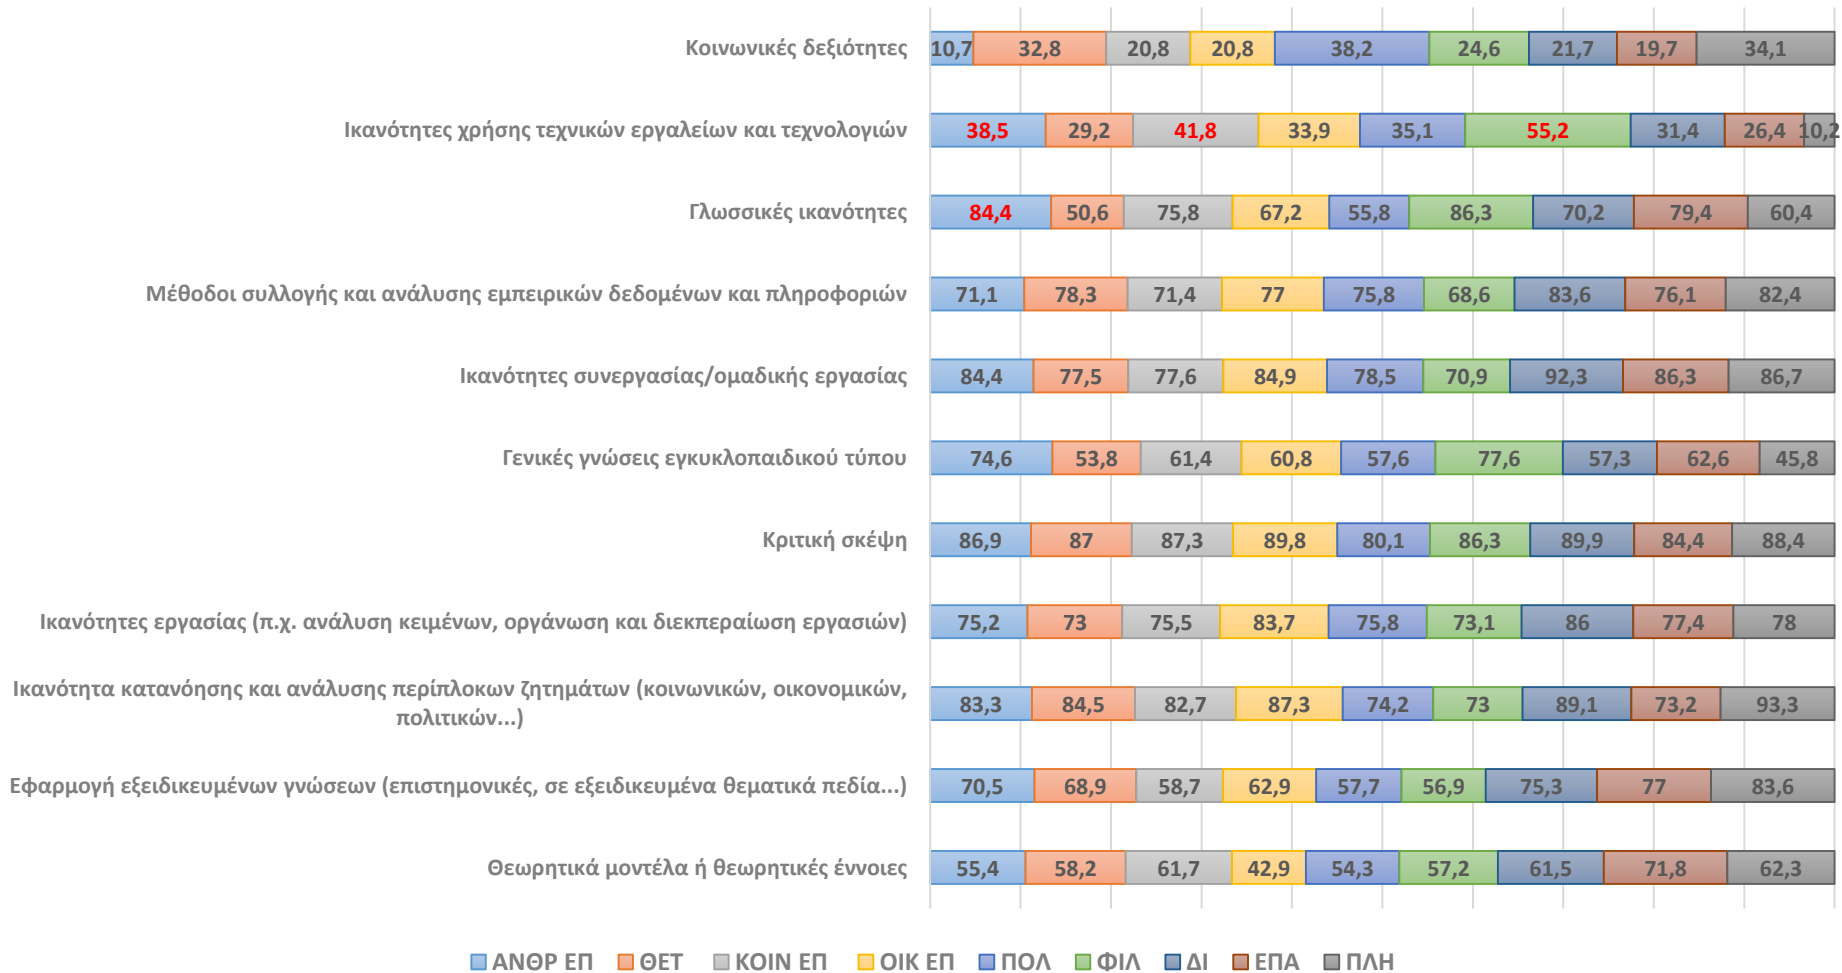 Κοινωνικές δεξιότητες
10,7 32,8 20,8 20,8 38,2 24,6 21,7 19,7 34,1
Ικανότητες χρήσης τεχνικών εργαλείων και τεχνολογιών
38,5 29,2 41,8 33,9 35,1 55,2 31,4 26,4 10,2
Γλωσσικές ικανότητες
84,4 50,6 75,8 67,2 55,8 86,3 70,2 79,4 60,4
Μέθοδοι συλλογής και ανάλυσης εμπειρικών δεδομένων και πληροφοριών
71,1 78,3 71,4 77 75,8 68,6 83,6 76,1 82,4
Ικανότητες συνεργασίας/ομαδικής εργασίας
84,4 77,5 77,6 84,9 78,5 70,9 92,3 86,3 86,7
Γενικές γνώσεις εγκυκλοπαιδικού τύπου
74,6 53,8 61,4 60,8 57,6 77,6 57,3 62,6 45,8
Κριτική σκέψη
86,9 87 87,3 89,8 80,1 86,3 89,9 84,4 88,4
Ικανότητες εργασίας (π.χ. ανάλυση κειμένων, οργάνωση και διεκπεραίωση εργασιών)
75,2 73 75,5 83,7 75,8 73,1 86 77,4 78
Ικανότητα κατανόησης και ανάλυσης περίπλοκων ζητημάτων (κοινωνικών, οικονομικών,
πολιτικών...)
83,3 84,5 82,7 87,3 74,2 73 89,1 73,2 93,3
Εφαρμογή εξειδικευμένων γνώσεων (επιστημονικές, σε εξειδικευμένα θεματικά πεδία...)
70,5 68,9 58,7 62,9 57,7 56,9 75,3 77 83,6
Θεωρητικά μοντέλα ή θεωρητικές έννοιες
55,4 58,2 61,7 42,9 54,3 57,2 61,5 71,8 62,3
ΑΝΘΡ ΕΠ ΘΕΤ ΚΟΙΝ ΕΠ ΟΙΚ ΕΠ ΠΟΛ ΦΙΛ ΔΙ ΕΠΑ ΠΛΗ